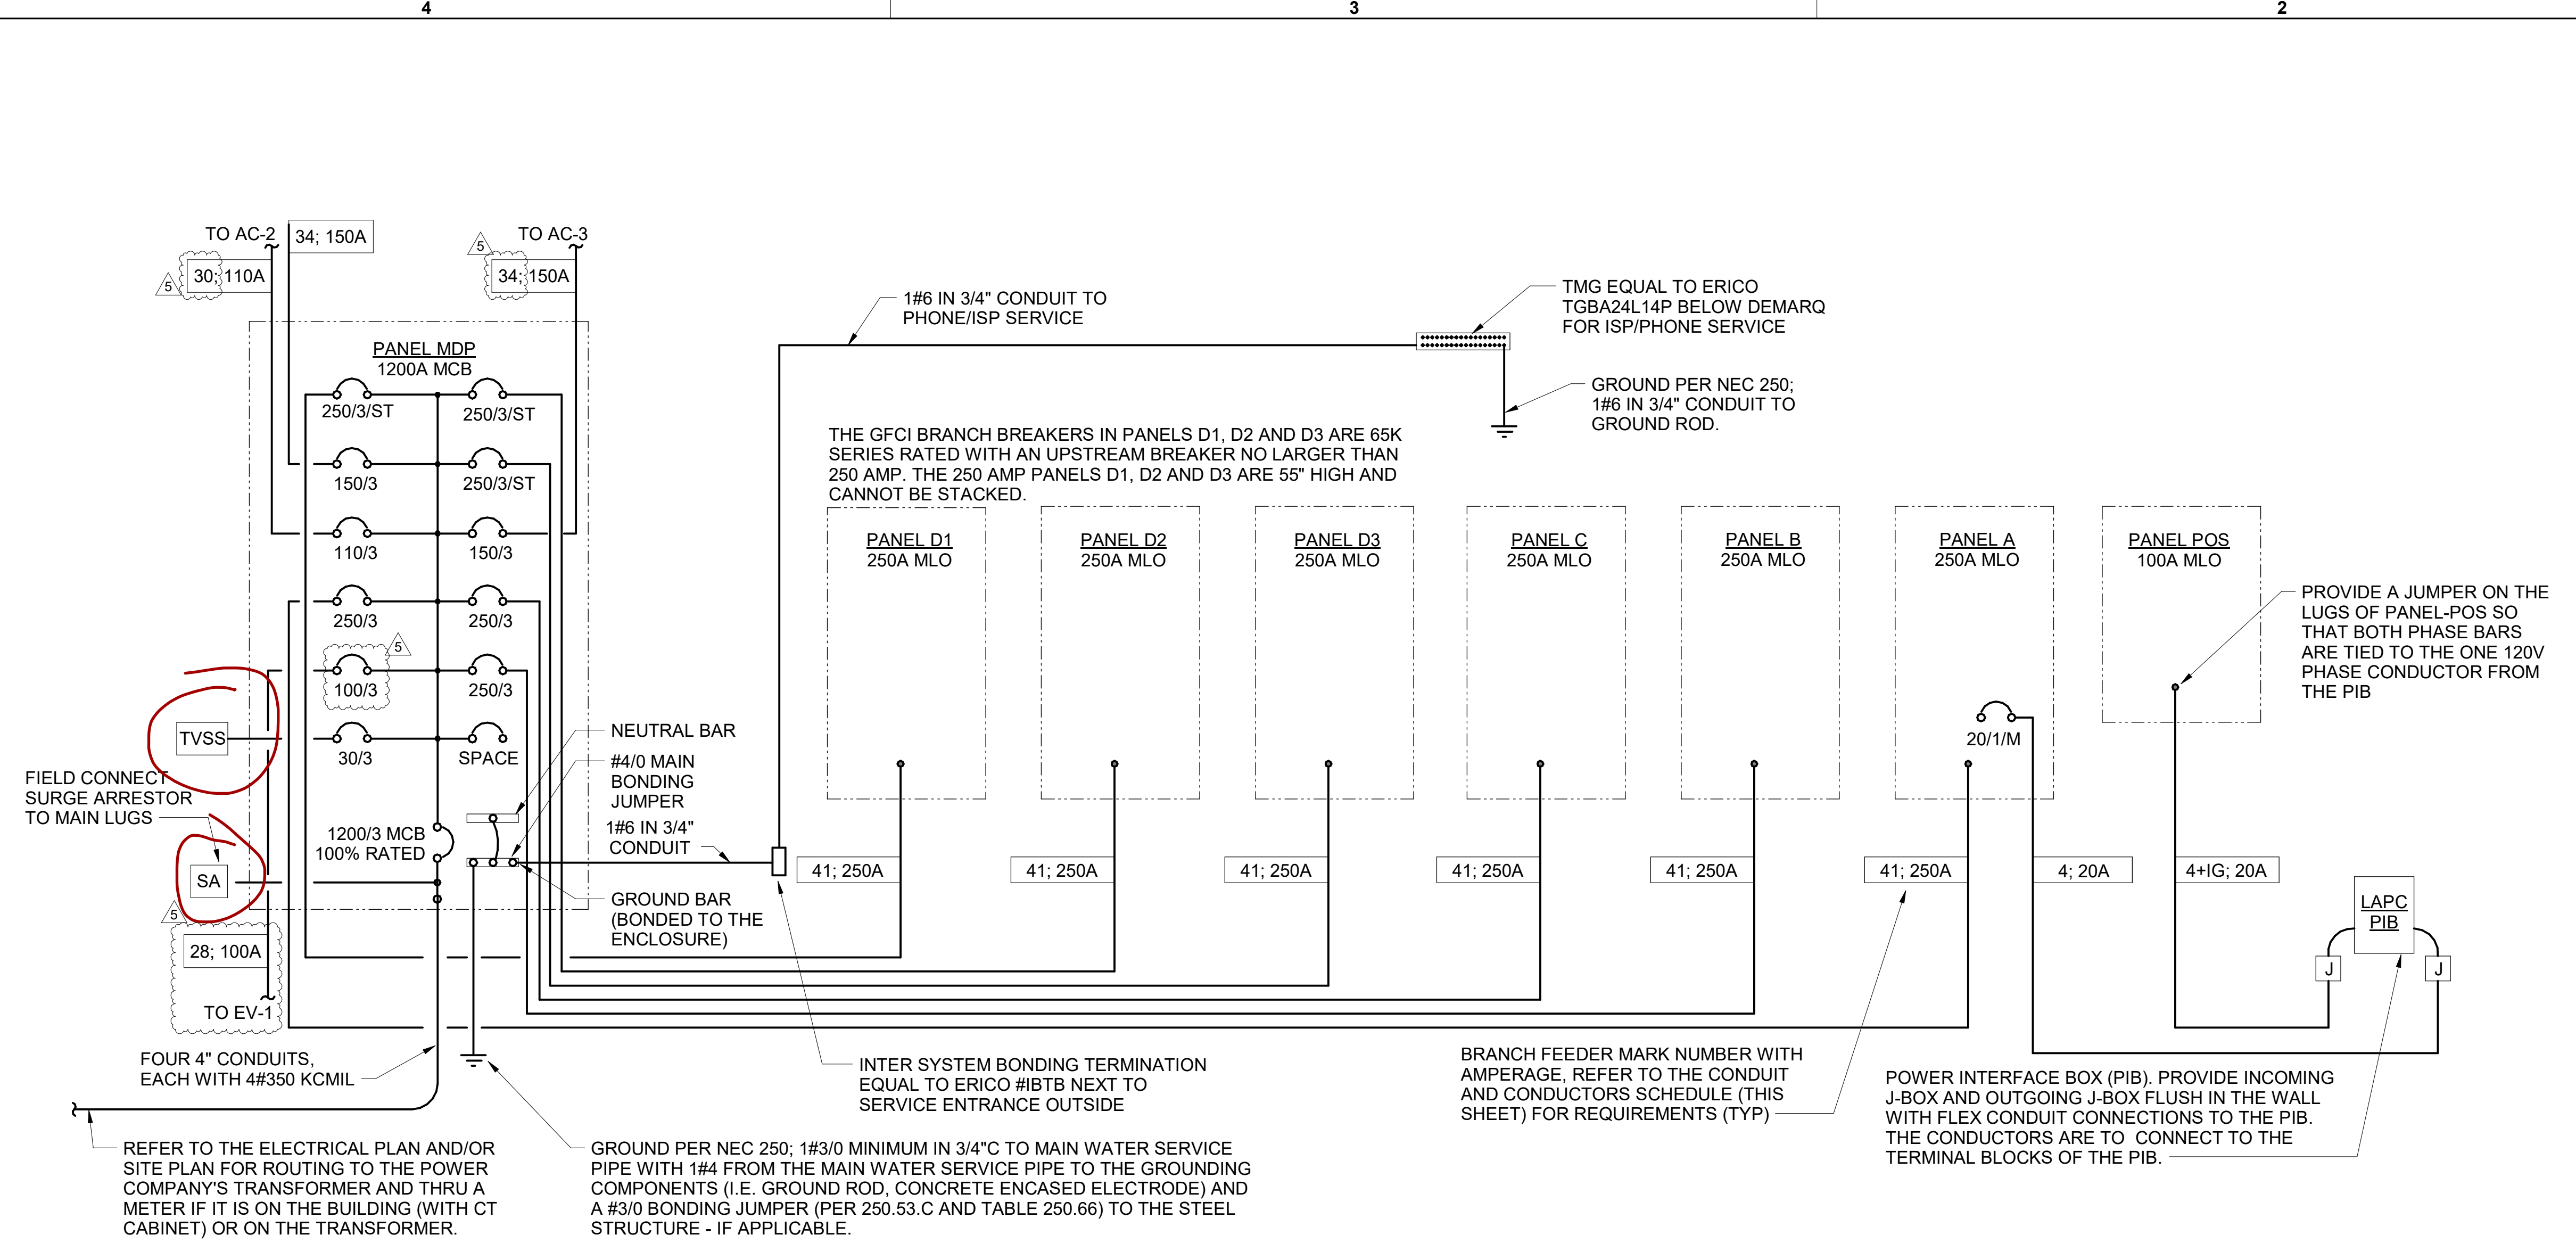 4
3
2
TO AC-2
34; 150A
5
TO AC-3
5
30; 110A
34; 150A
PANEL MDP
1200A MCB
250/3/ST
250/3/ST
150/3
250/3/ST
110/3
150/3
250/3
250/3
5
100/3
250/3
TVSS
30/3
SPACE
FIELD CONNECT
SURGE ARRESTOR
TO MAIN LUGS
1200/3 MCB
100% RATED
SA
5
28; 100A
TO EV-1
NEUTRAL BAR
#4/0 MAIN
BONDING
JUMPER
1#6 IN 3/4"
CONDUIT
GROUND BAR
(BONDED TO THE
ENCLOSURE)
FOUR 4" CONDUITS,
EACH WITH 4#350 KCMIL
REFER TO THE ELECTRICAL PLAN AND/OR
SITE PLAN FOR ROUTING TO THE POWER
COMPANY'S TRANSFORMER AND THRU A
METER IF IT IS ON THE BUILDING (WITH CT
CABINET) OR ON THE TRANSFORMER.
GROUND PER NEC 250; 1#3/0 MINIMUM IN 3/4"C TO MAIN WATER SERVICE
PIPE WITH 1#4 FROM THE MAIN WATER SERVICE PIPE TO THE GROUNDING
COMPONENTS (I.E. GROUND ROD, CONCRETE ENCASED ELECTRODE) AND
A #3/0 BONDING JUMPER (PER 250.53.C AND TABLE 250.66) TO THE STEEL
STRUCTURE - IF APPLICABLE.
1#6 IN 3/4" CONDUIT TO
PHONE/ISP SERVICE
TMG EQUAL TO ERICO
TGBA24L14P BELOW DEMARQ
FOR ISP/PHONE SERVICE
GROUND PER NEC 250;
1#6 IN 3/4" CONDUIT TO
GROUND ROD.
THE GFCI BRANCH BREAKERS IN PANELS D1, D2 AND D3 ARE 65K
SERIES RATED WITH AN UPSTREAM BREAKER NO LARGER THAN
250 AMP. THE 250 AMP PANELS D1, D2 AND D3 ARE 55" HIGH AND
CANNOT BE STACKED.
PANEL D1
250A MLO
PANEL D2
250A MLO
PANEL D3
250A MLO
PANEL C
250A MLO
PANEL B
250A MLO
PANEL A
250A MLO
PANEL POS
100A MLO
20/1/M
PROVIDE A JUMPER ON THE
LUGS OF PANEL-POS SO
THAT BOTH PHASE BARS
ARE TIED TO THE ONE 120V
PHASE CONDUCTOR FROM
THE PIB
41; 250A
41; 250A
41; 250A
41; 250A
41; 250A
41; 250A
4; 20A
4+IG; 20A
LAPC
PIB
J
J
INTER SYSTEM BONDING TERMINATION
EQUAL TO ERICO #IBTB NEXT TO
SERVICE ENTRANCE OUTSIDE
BRANCH FEEDER MARK NUMBER WITH
AMPERAGE, REFER TO THE CONDUIT
AND CONDUCTORS SCHEDULE (THIS
SHEET) FOR REQUIREMENTS (TYP)
POWER INTERFACE BOX (PIB). PROVIDE INCOMING
J-BOX AND OUTGOING J-BOX FLUSH IN THE WALL
WITH FLEX CONDUIT CONNECTIONS TO THE PIB.
THE CONDUCTORS ARE TO CONNECT TO THE
TERMINAL BLOCKS OF THE PIB.